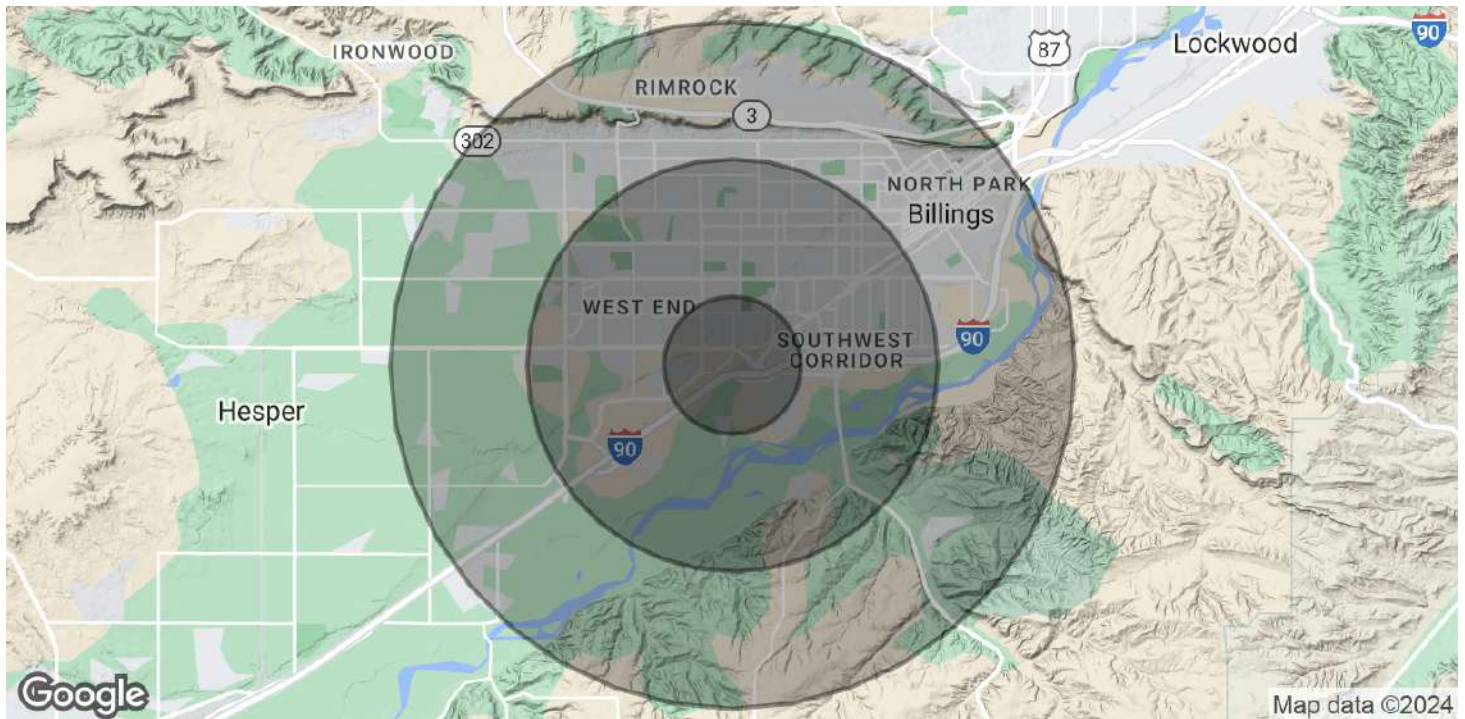 IRONWOOD
87
Lockwood
90
RIMROCK
3
302
NORTH PARK
Billings
WEST END
SOUTHWEST
CORRIDOR
90
Hesper
90
Google
Map data ©2024